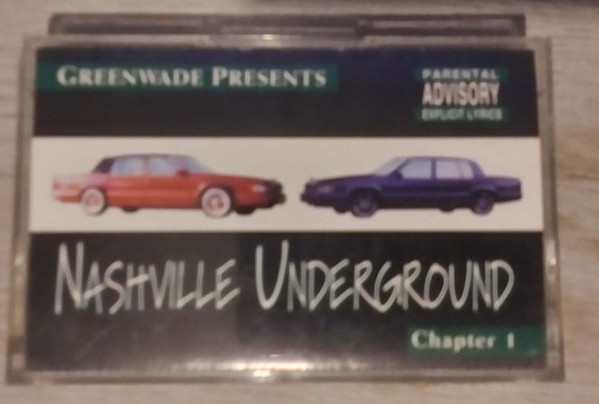 GREENWADE PRESENTS
PARENTAL
ADVISORY
EXPLICIT LYRICS
NASHVILLE UNDERGROUND
Chapter 1